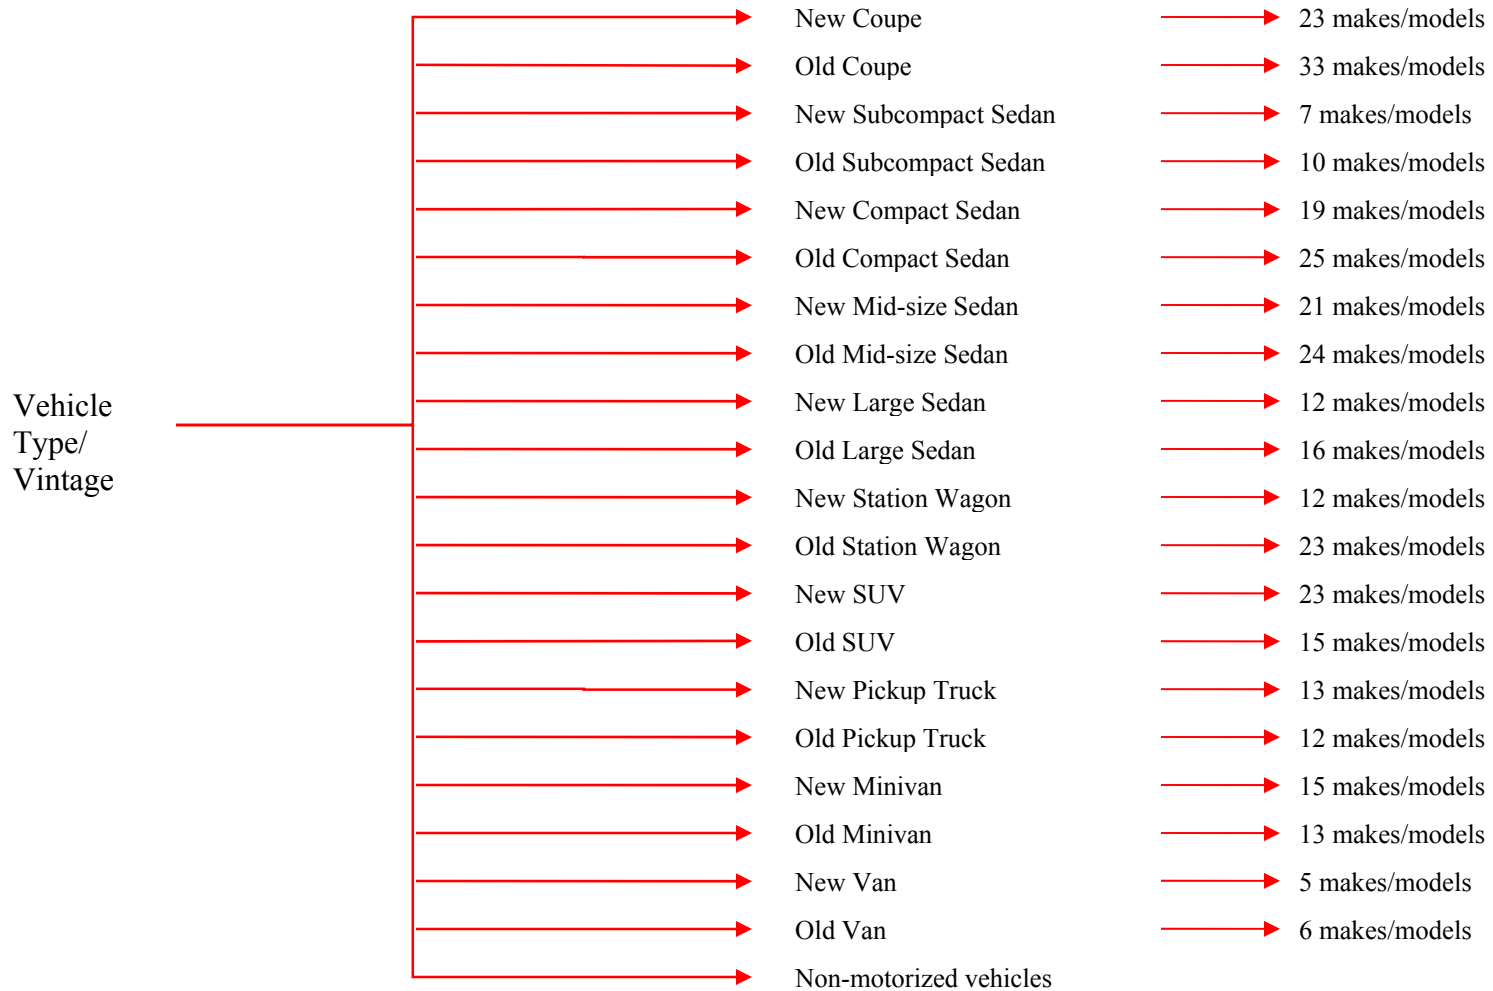 New Coupe 23 makes/models
Old Coupe 33 makes/models
New Subcompact Sedan 7 makes/models
Old Subcompact Sedan 10 makes/models
New Compact Sedan 19 makes/models
Old Compact Sedan 25 makes/models
New Mid-size Sedan 21 makes/models
Old Mid-size Sedan 24 makes/models
Vehicle
Type/
Vintage
New Large Sedan 12 makes/models
Old Large Sedan 16 makes/models
New Station Wagon 12 makes/models
Old Station Wagon 23 makes/models
New SUV 23 makes/models
Old SUV 15 makes/models
New Pickup Truck 13 makes/models
Old Pickup Truck 12 makes/models
New Minivan 15 makes/models
Old Minivan 13 makes/models
New Van 5 makes/models
Old Van 6 makes/models
Non-motorized vehicles